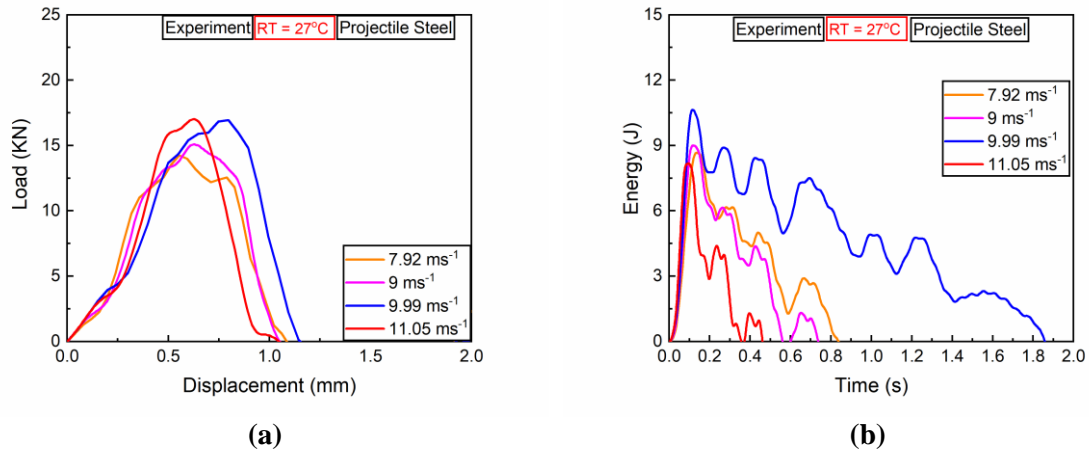 Experiment RT = 27°C Projectile Steel
25
20
15
10
5
0
Load (KN)
7.92 ms⁻¹
9 ms⁻¹
9.99 ms⁻¹
11.05 ms⁻¹
0.0 0.5 1.0 1.5 2.0
Displacement (mm)
(a)
Experiment RT = 27°C Projectile Steel
15
12
9
6
3
0
Energy (J)
7.92 ms⁻¹
9 ms⁻¹
9.99 ms⁻¹
11.05 ms⁻¹
0.0 0.2 0.4 0.6 0.8 1.0 1.2 1.4 1.6 1.8 2.0
Time (s)
(b)